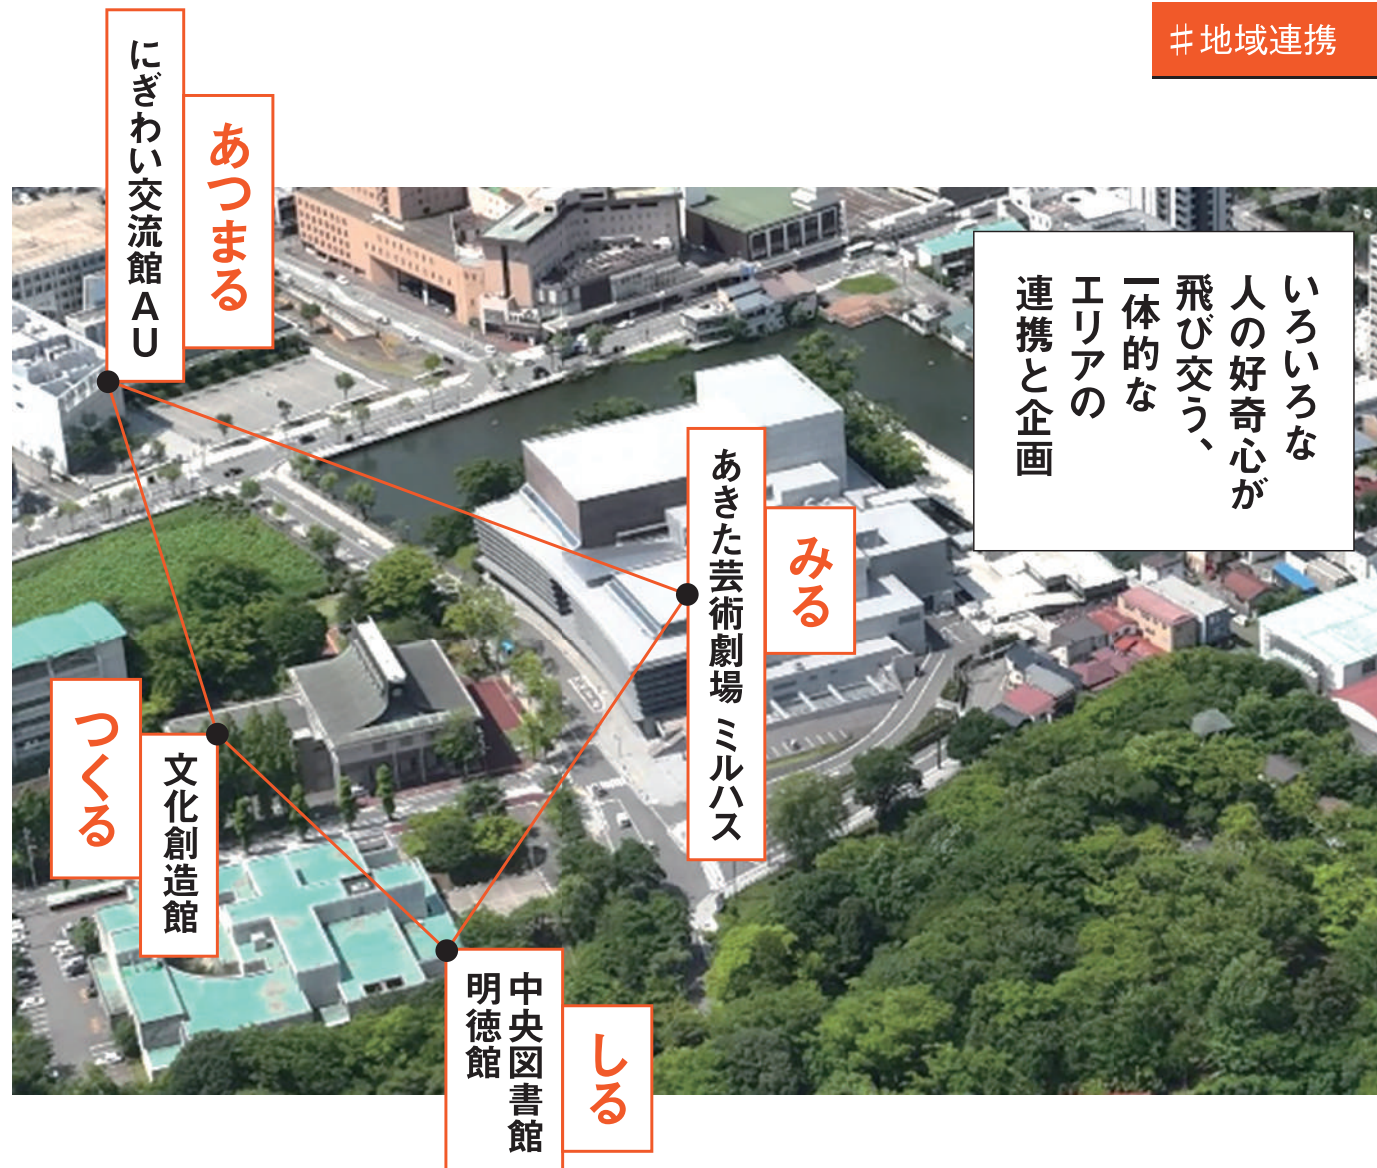 ♯地域連携
いろいろな
人の好奇心が
飛び交う、
一体的な
エリアの
連携と企画
あつまる
にぎわい交流館AU
みる
あきた芸術劇場 ミルハス
つくる
文化創造館
しる
中央図書館
明徳館